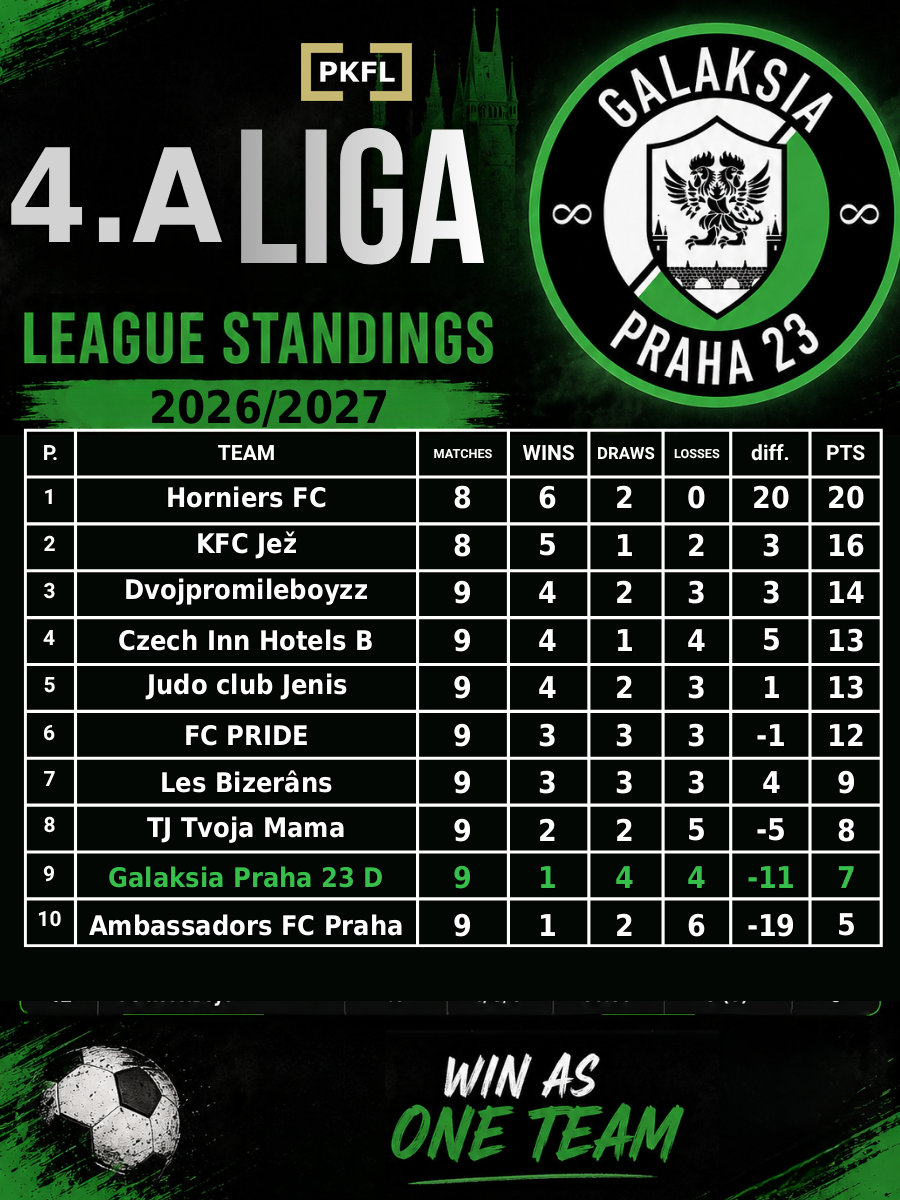 PKFL
4.A LIGA
GALAKSIA
PRAHA 23
LEAGUE STANDINGS
2026/2027
P. TEAM MATCHES WINS DRAWS LOSSES diff. PTS
1 Horniers FC 8 6 2 0 20 20
2 KFC Jež 8 5 1 2 3 16
3 Dvojpromileboyzz 9 4 2 3 3 14
4 Czech Inn Hotels B 9 4 1 4 5 13
5 Judo club Jenis 9 4 2 3 1 13
6 FC PRIDE 9 3 3 3 -1 12
7 Les Bizerâns 9 3 3 3 4 9
8 TJ Tvoja Mama 9 2 2 5 -5 8
9 Galaksia Praha 23 D 9 1 4 4 -11 7
10 Ambassadors FC Praha 9 1 2 6 -19 5
WIN AS
ONE TEAM